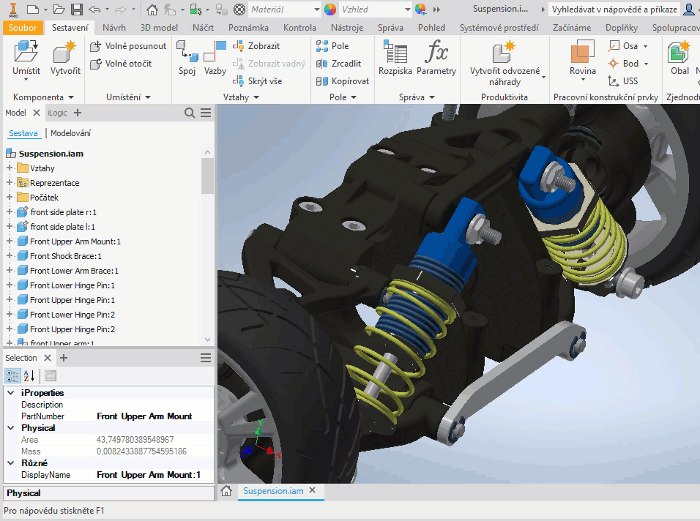 PRO
Materiál
Vzhled
Suspension.i...
Vyhledávat v nápovědě a příkaze
Soubor Sestavení Návrh 3D model Náčrt Poznámka Kontrola Nástroje Správa Pohled Systémové prostředí Začínáme Doplňky Spolupracov
Umístit Vytvořit
Volné posunout
Volné otočit
Spoj Vazby
Zobrazit
Zobrazit vadný
Skrýt vše
Pole
Zrcadlit
Kopírovat
Rozpiska Parametry
Vytvořit odvozené náhrady
Rovina
Osa
Bod
USS
Obal
Komponenta Umístění Vztahy Pole Správa Produktivita Pracovní konstrukční prvky Zjednoduš
Model iLogic
Sestava Modelování
Suspension.iam
Vztahy
Reprezentace
Počátek
front side plate r:1
front side plate l:1
Front Upper Arm Mount:1
Front Shock Brace:1
Front Lower Arm Brace:1
Front Lower Hinge Pin:1
Front Upper Hinge Pin:1
Front Lower Hinge Pin:2
Front Upper Hinge Pin:2
front upper arm:1
Selection
iProperties
Description
PartNumber Front Upper Arm Mount
Physical
Area 43,749780389548967
Mass 0,0082433887754595186
Různé
DisplayName Front Upper Arm Mount:1
Physical
Suspension.iam
Pro nápovědu stiskněte F1